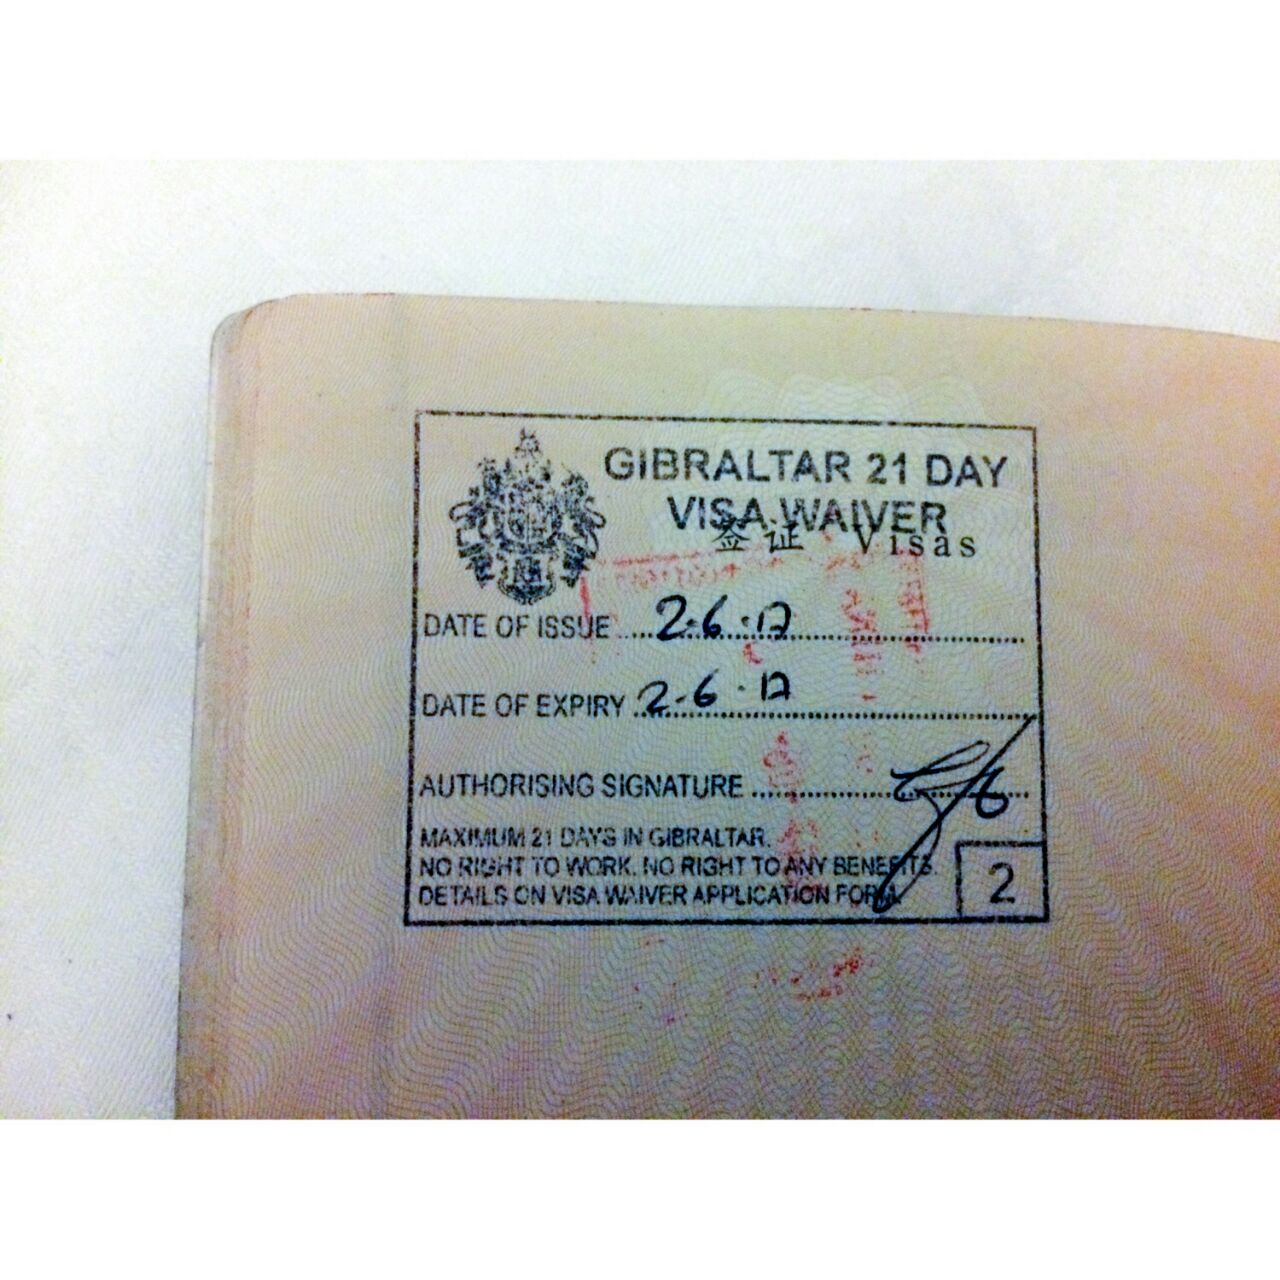 GIBRALTAR 21 DAY
VISA WAIVER
签证 Visas
DATE OF ISSUE 2.6.12
DATE OF EXPIRY 2.6.12
AUTHORISING SIGNATURE
MAXIMUM 21 DAYS IN GIBRALTAR.
NO RIGHT TO WORK. NO RIGHT TO ANY BENEFITS.
DETAILS ON VISA WAIVER APPLICATION FORM.
2